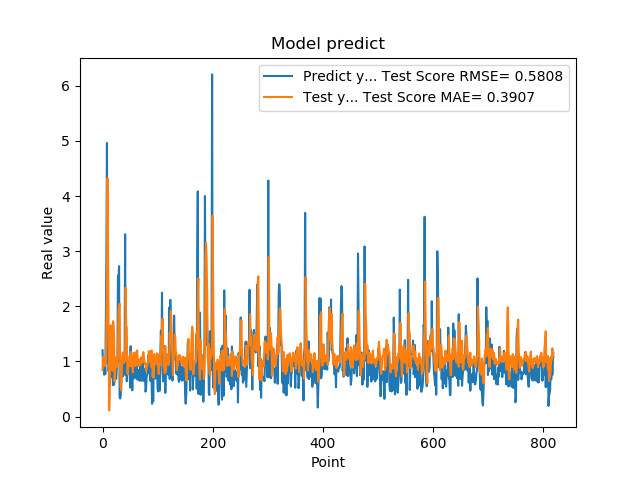 Model predict
Predict y... Test Score RMSE= 0.5808
Test y... Test Score MAE= 0.3907
6
5
4
3
2
1
0
Real value
0 200 400 600 800
Point